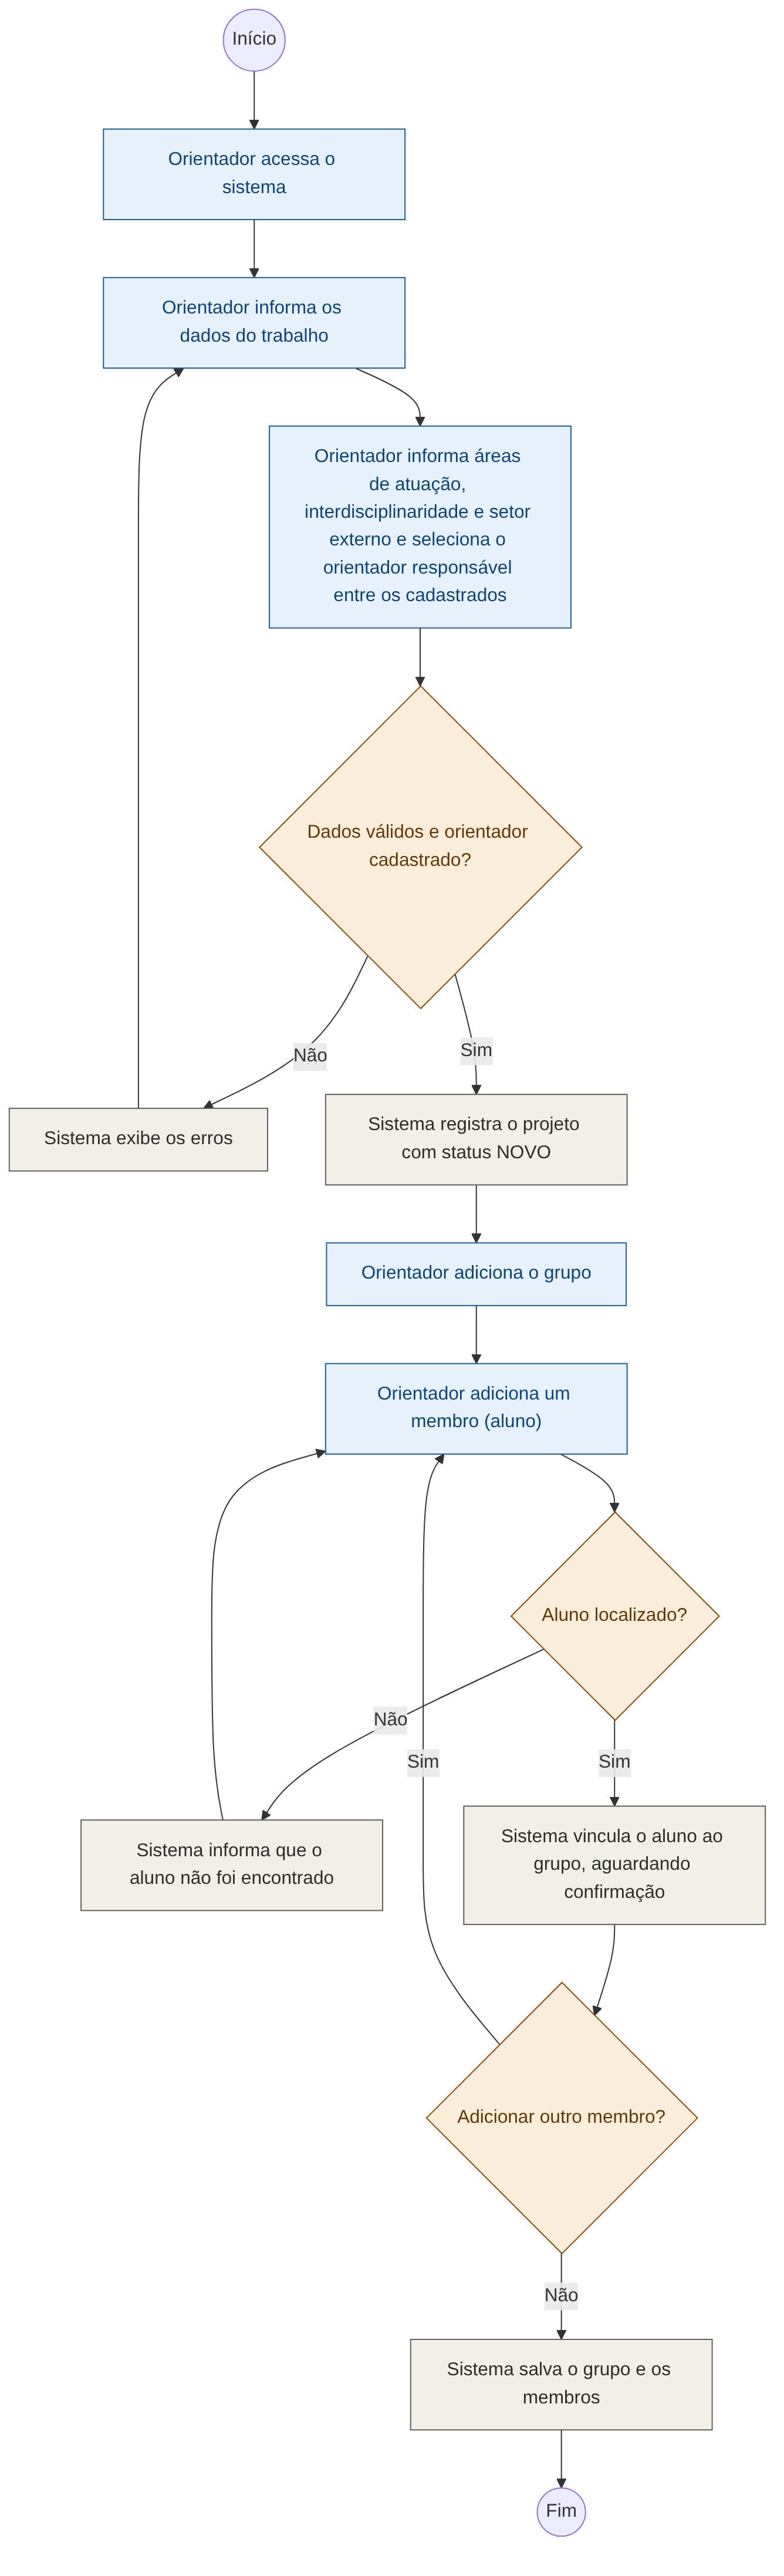 Início
Orientador acessa o
sistema
Orientador informa os
dados do trabalho
Orientador informa áreas
de atuação,
interdisciplinaridade e setor
externo e seleciona o
orientador responsável
entre os cadastrados
Dados válidos e orientador
cadastrado?
Não
Sim
Sistema exibe os erros
Sistema registra o projeto
com status NOVO
Orientador adiciona o grupo
Orientador adiciona um
membro (aluno)
Aluno localizado?
Não
Sim
Sim
Sistema informa que o
aluno não foi encontrado
Sistema vincula o aluno ao
grupo, aguardando
confirmação
Adicionar outro membro?
Não
Sistema salva o grupo e os
membros
Fim